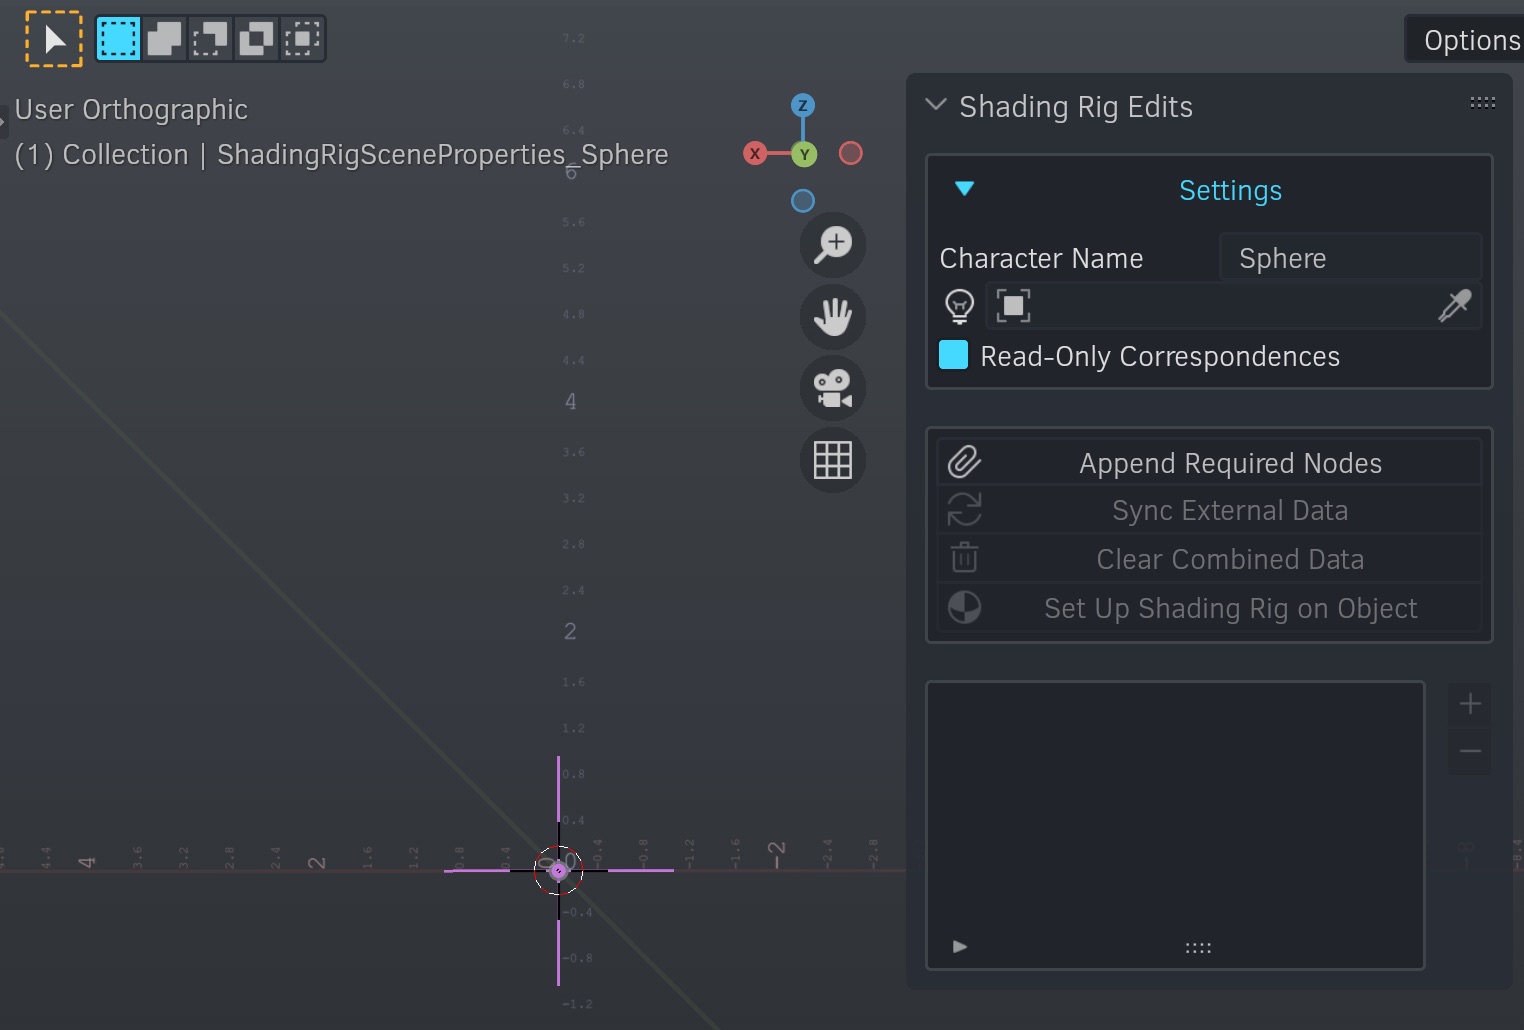 Options
User Orthographic
(1) Collection | ShadingRigSceneProperties_Sphere
Z
X
Y
7.2
6.8
6.4
6
5.6
5.2
4.8
4.4
4
3.6
3.2
2.8
2.4
2
1.6
1.2
0.8
0.4
0
-0.4
-0.8
-1.2
4.4
4
3.6
3.2
2.8
2.4
2
1.6
1.2
0.8
0.4
0
-0.4
-0.8
-1.2
-1.6
-2
-2.4
-2.8
-8
-8.4
Shading Rig Edits
Settings
Character Name
Sphere
Read-Only Correspondences
Append Required Nodes
Sync External Data
Clear Combined Data
Set Up Shading Rig on Object